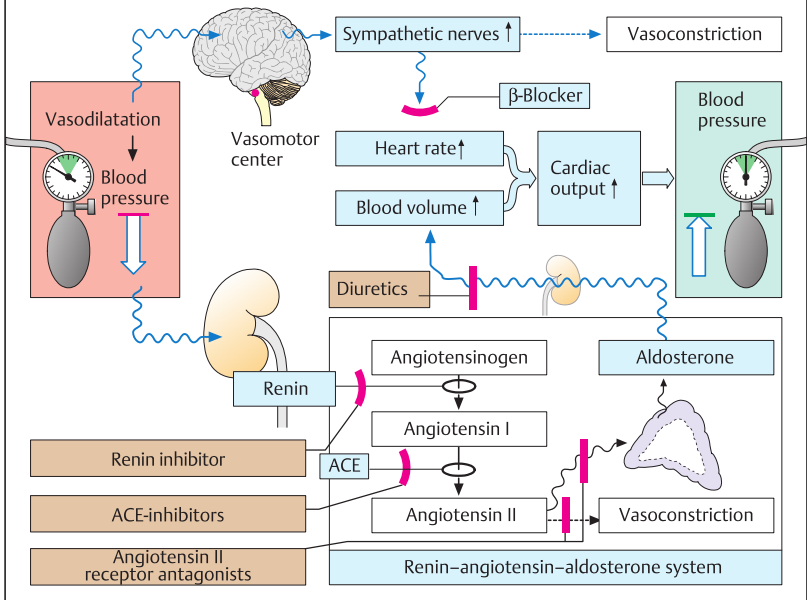 Sympathetic nerves
Vasoconstriction
β-Blocker
Vasodilatation
Blood
pressure
Vasomotor
center
Heart rate
Blood volume
Cardiac
output
Blood
pressure
Diuretics
Angiotensinogen
Aldosterone
Renin
Angiotensin I
Renin inhibitor
ACE
ACE-inhibitors
Angiotensin II
Vasoconstriction
Angiotensin II
receptor antagonists
Renin–angiotensin–aldosterone system